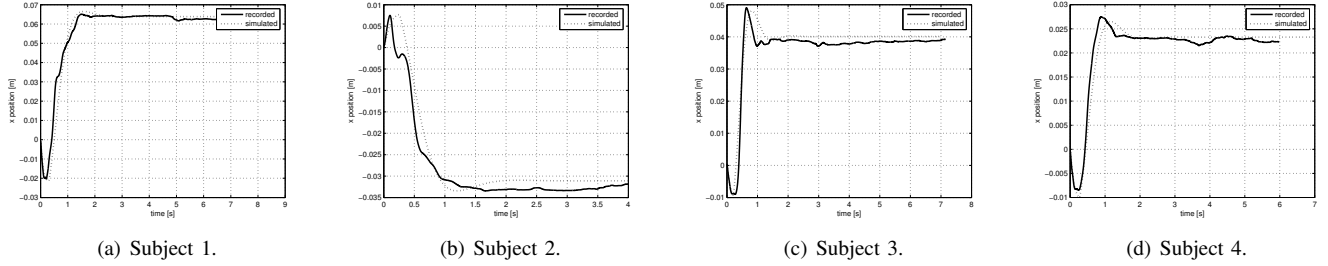 0.07
0.06
0.05
0.04
0.03
0.02
0.01
0
−0.01
−0.02
−0.03
0 1 2 3 4 5 6 7 8 9
x position [m]
time [s]
recorded
simulated
(a) Subject 1.
0.01
0.005
0
−0.005
−0.01
−0.015
−0.02
−0.025
−0.03
−0.035
0 0.5 1 1.5 2 2.5 3 3.5 4
x position [m]
time [s]
recorded
simulated
(b) Subject 2.
0.05
0.04
0.03
0.02
0.01
0
−0.01
0 1 2 3 4 5 6 7 8
x position [m]
time [s]
recorded
simulated
(c) Subject 3.
0.03
0.025
0.02
0.015
0.01
0.005
0
−0.005
−0.01
0 1 2 3 4 5 6 7
x position [m]
time [s]
recorded
simulated
(d) Subject 4.